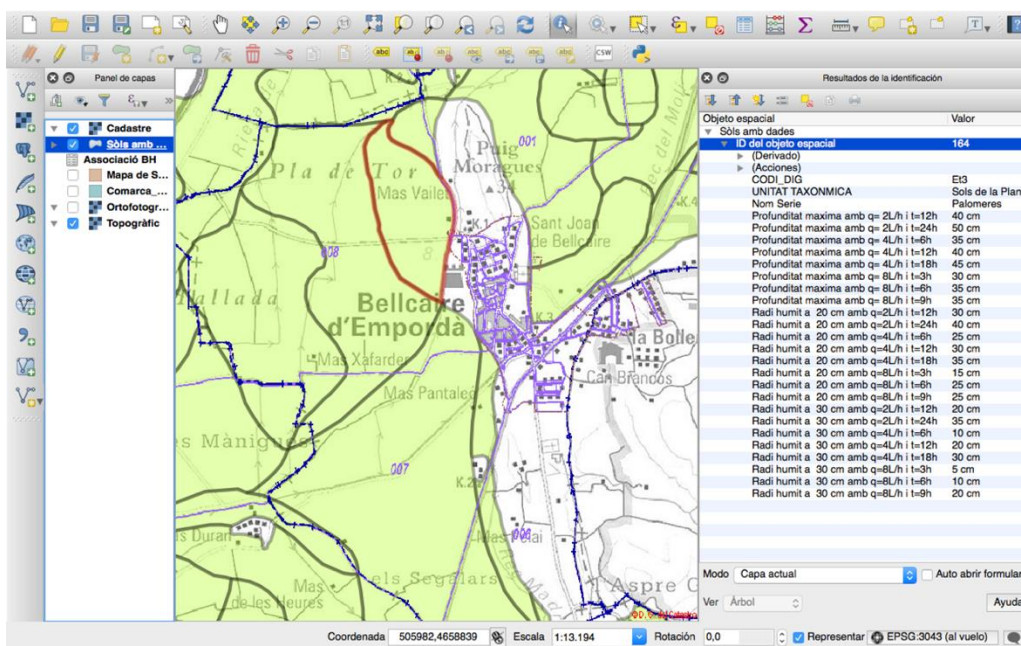 Panel de capas
Cadastre
Sòls amb ...
Associació BH
Mapa de S...
Comarca_...
Ortofotogr...
Topogràfic
Pla de Tor
Mas Vailet
Puig
Moragues
001
K.1
Sant Joan
de Bellcaire
008
8
Bellcaire
d'Empordà
K.3
K.4
la Bolle
Mas Xafarder
Can Brancós
Mas Pantaleó
es Mànigues
007
K.2
006
s Duran
Mas
de les Heures
els Segalars
Aspre
Resultados de la identificación
Objeto espacial Valor
Sòls amb dades
ID del objeto espacial 164
(Derivado)
(Acciones)
CODI_DIG Et3
UNITAT TAXONMICA Sols de la Plan
Nom Serie Palomeres
Profunditat maxima amb q= 2L/h i t=12h 40 cm
Profunditat maxima amb q= 2L/h i t=24h 50 cm
Profunditat maxima amb q= 4L/h i t=6h 35 cm
Profunditat maxima amb q= 4L/h i t=12h 40 cm
Profunditat maxima amb q= 4L/h i t=18h 45 cm
Profunditat maxima amb q= 8L/h i t=3h 30 cm
Profunditat maxima amb q= 8L/h i t=6h 35 cm
Profunditat maxima amb q= 8L/h i t=9h 35 cm
Radi humit a 20 cm amb q=2L/h i t=12h 30 cm
Radi humit a 20 cm amb q=2L/h i t=24h 40 cm
Radi humit a 20 cm amb q=4L/h i t=6h 25 cm
Radi humit a 20 cm amb q=4L/h i t=12h 30 cm
Radi humit a 20 cm amb q=4L/h i t=18h 35 cm
Radi humit a 20 cm amb q=8L/h i t=3h 15 cm
Radi humit a 20 cm amb q=8L/h i t=6h 25 cm
Radi humit a 20 cm amb q=8L/h i t=9h 25 cm
Radi humit a 30 cm amb q=2L/h i t=12h 20 cm
Radi humit a 30 cm amb q=2L/h i t=24h 35 cm
Radi humit a 30 cm amb q=4L/h i t=6h 10 cm
Radi humit a 30 cm amb q=4L/h i t=12h 20 cm
Radi humit a 30 cm amb q=4L/h i t=18h 30 cm
Radi humit a 30 cm amb q=8L/h i t=3h 5 cm
Radi humit a 30 cm amb q=8L/h i t=6h 10 cm
Radi humit a 30 cm amb q=8L/h i t=9h 20 cm
Modo Capa actual Auto abrir formular
Ver Árbol Ayuda
Coordenada 505982,4658839 Escala 1:13.194 Rotación 0,0 Representar EPSG:3043 (al vuelo)